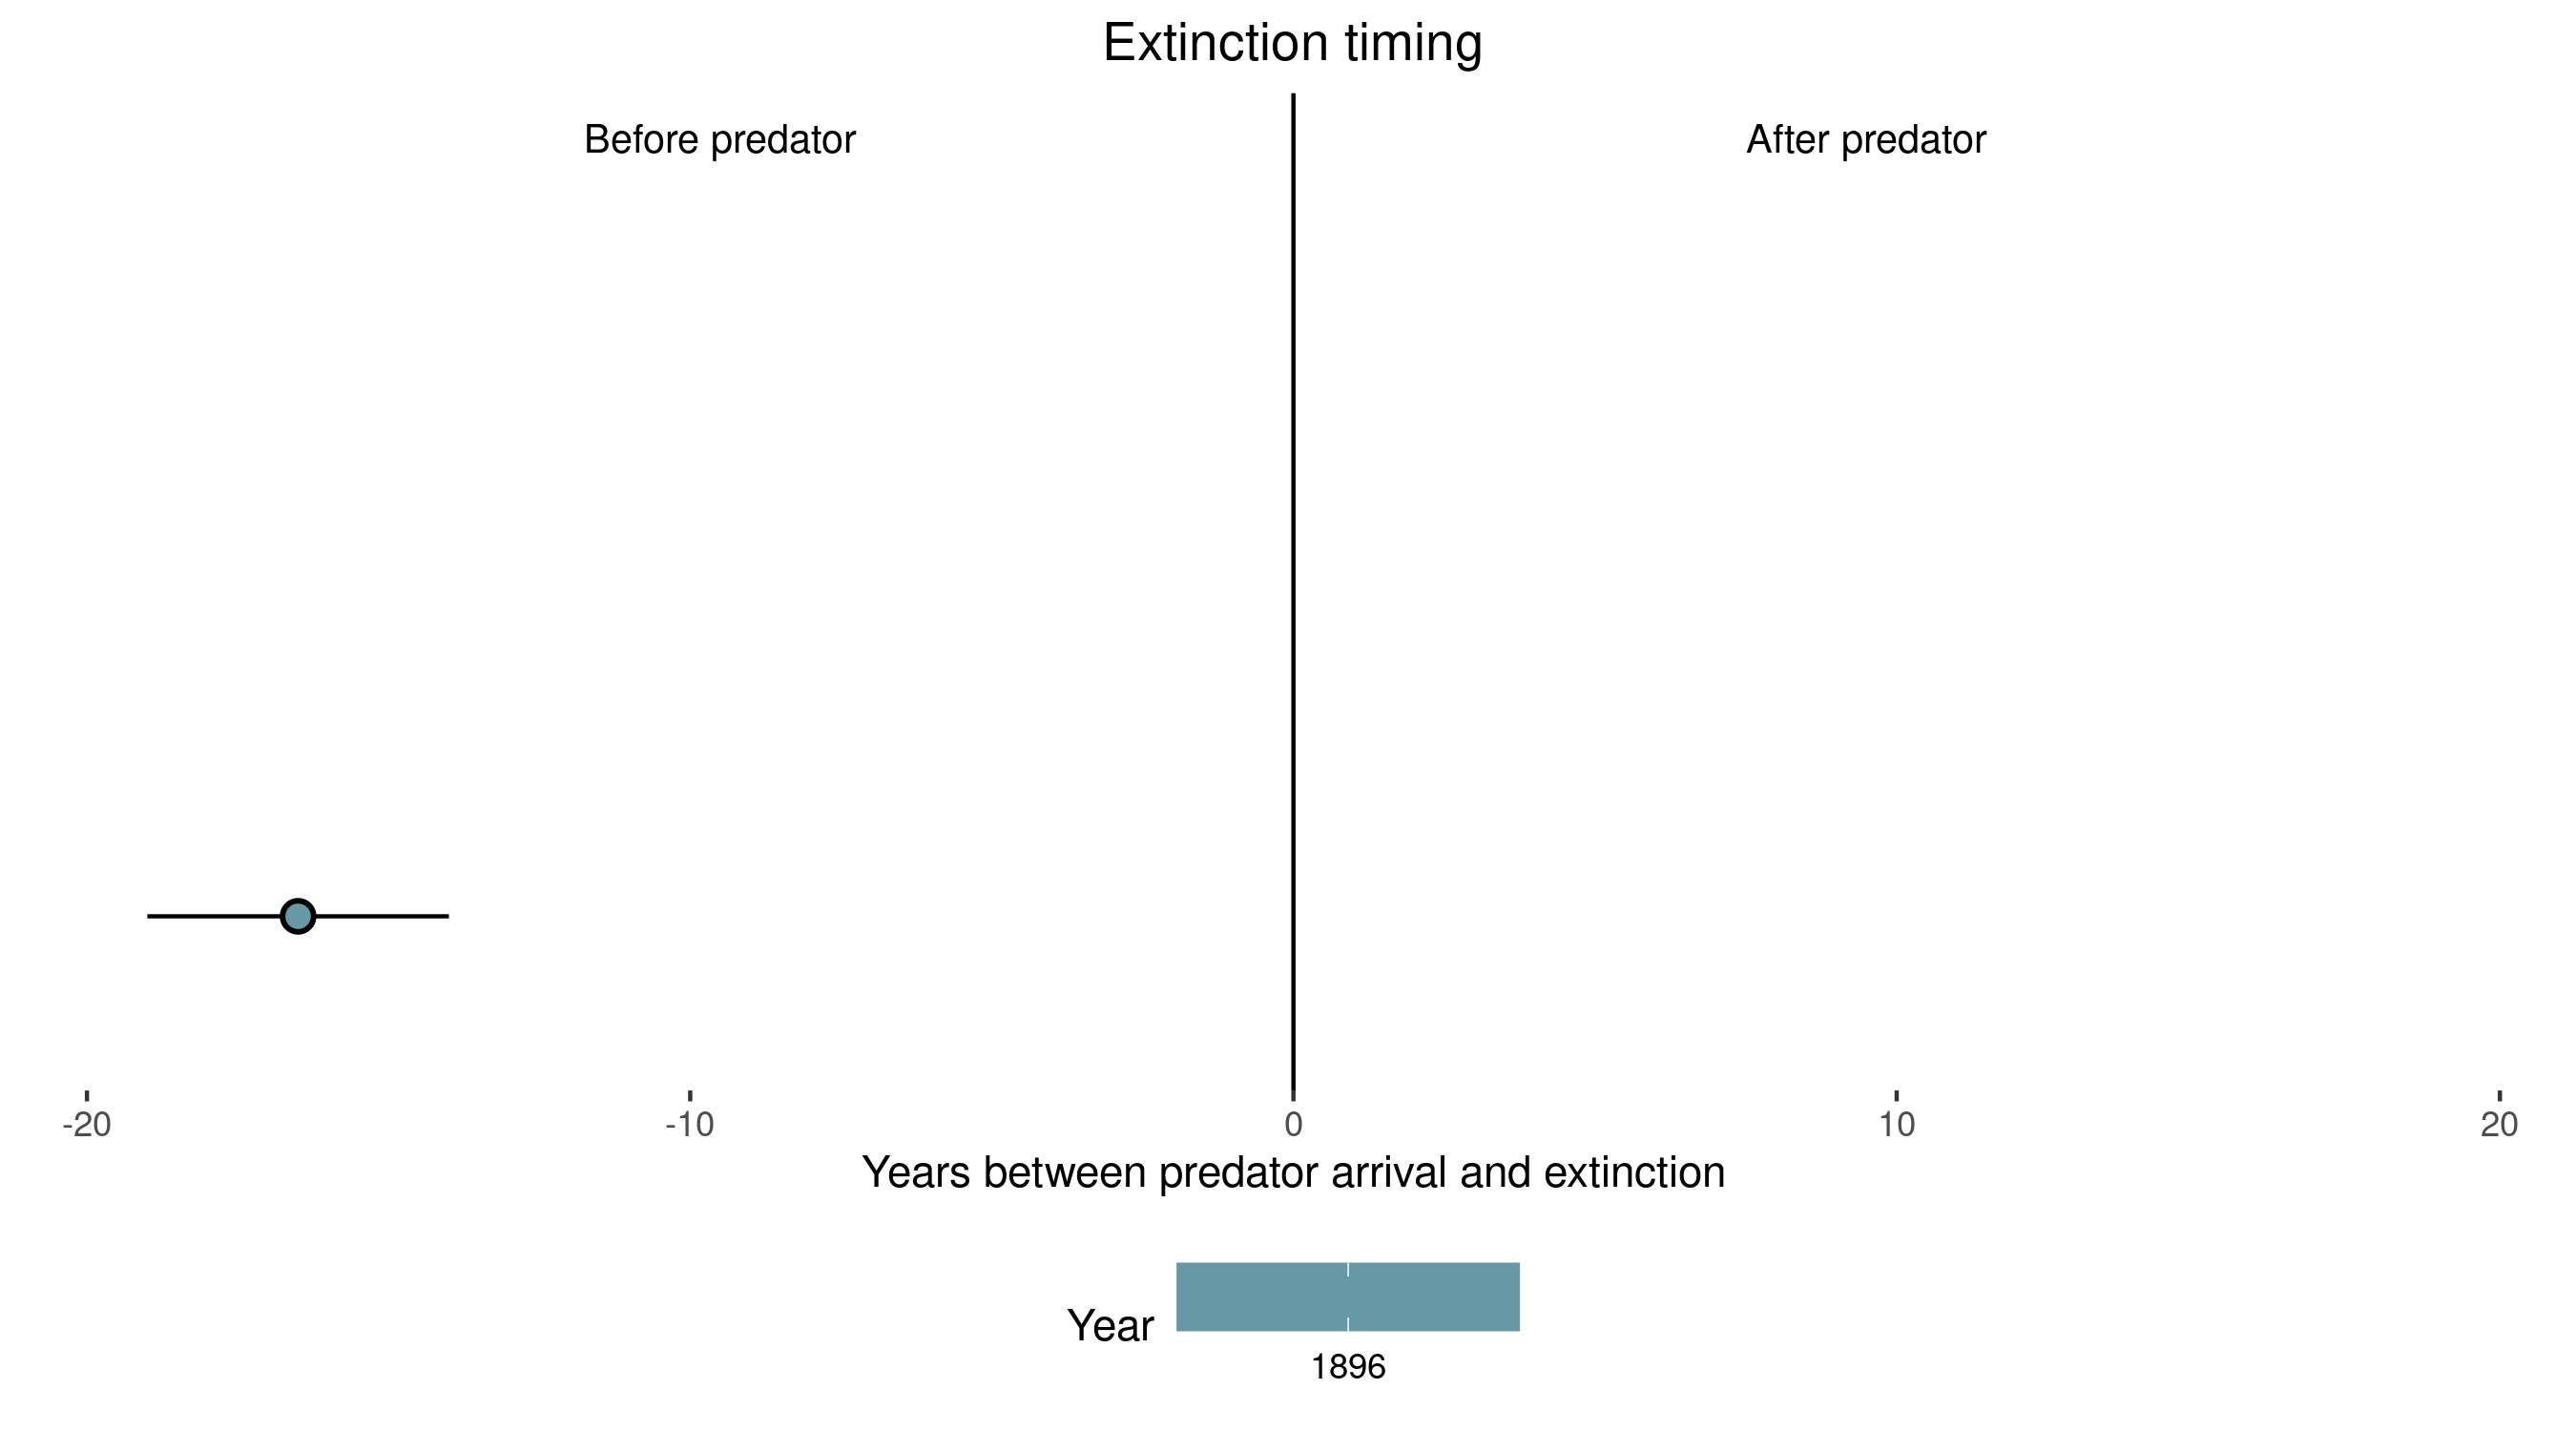 Extinction timing
Before predator
After predator
-20
-10
0
10
20
Years between predator arrival and extinction
Year
1896